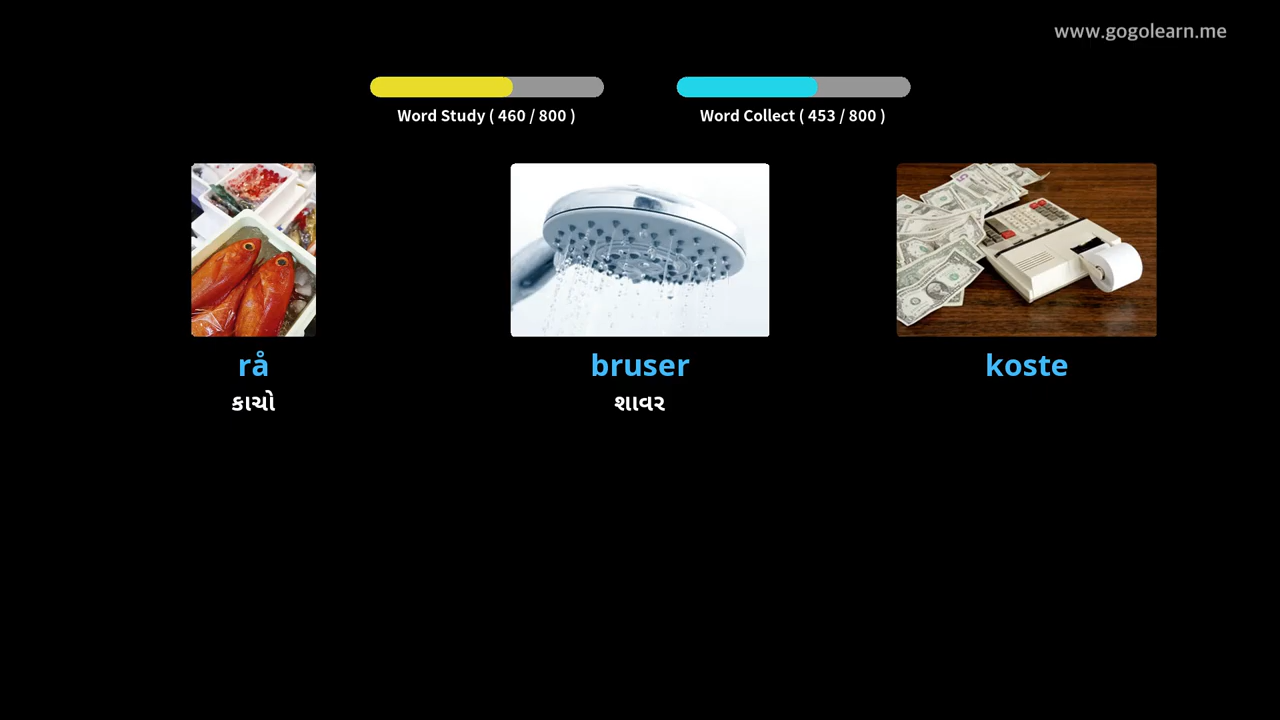 www.gogolearn.me
Word Study ( 460 / 800 )
Word Collect ( 453 / 800 )
rå
bruser
koste
કાચો
શાવર